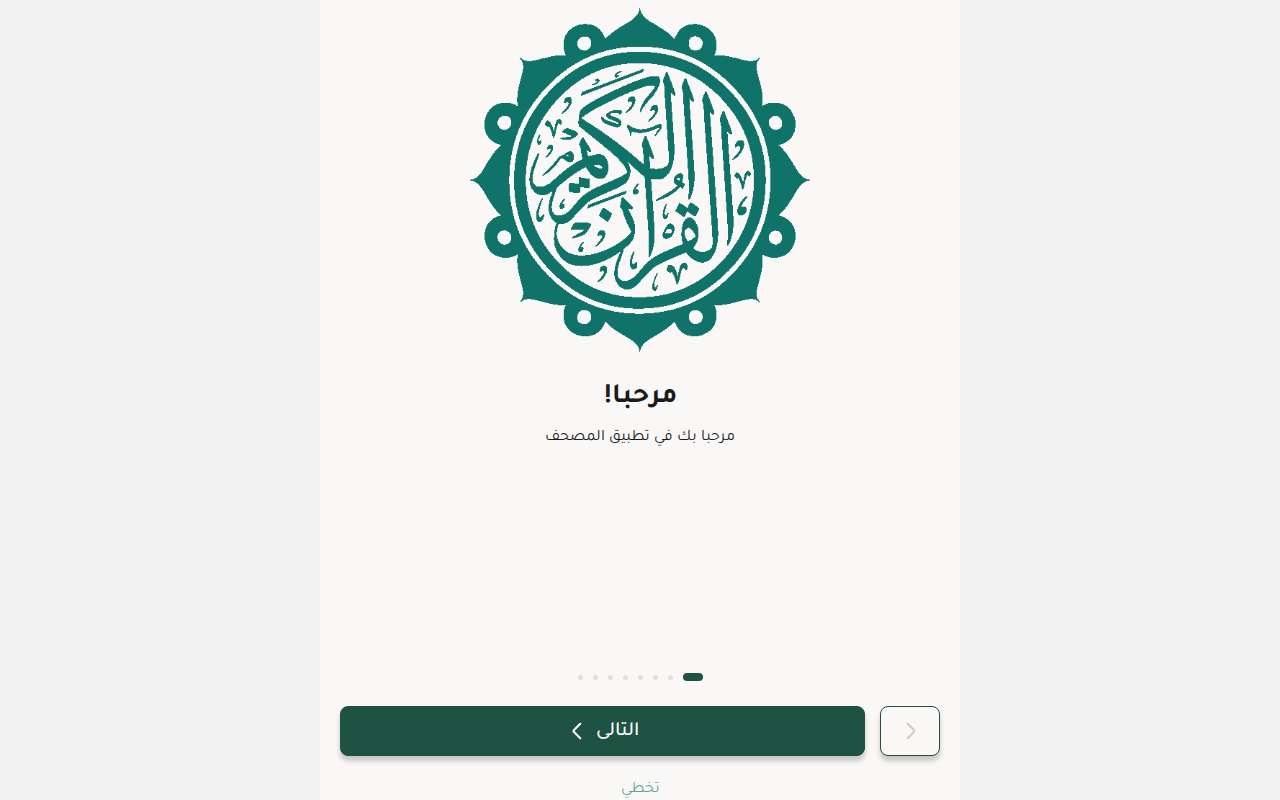 القرآن الكريم
مرحبا!
مرحبا بك في تطبيق المصحف
التالى
تخطي